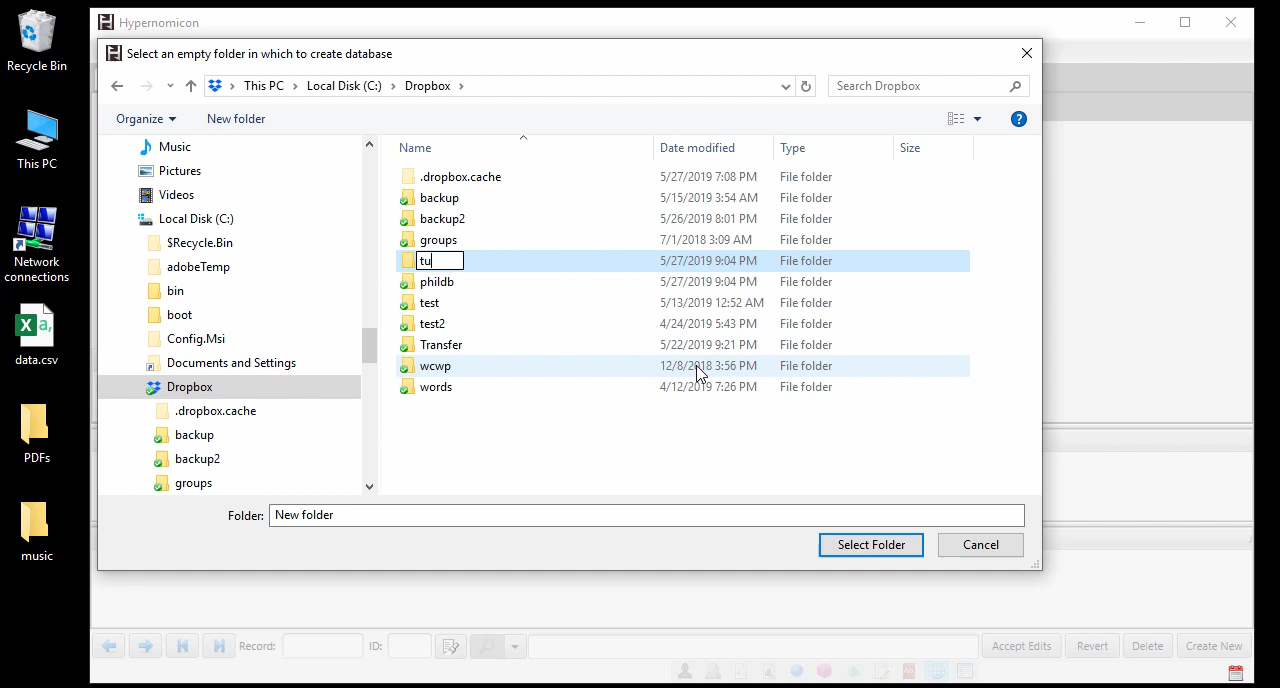 Recycle Bin
This PC
Network
connections
data.csv
PDFs
music
Hypernomicon
Select an empty folder in which to create database
This PC > Local Disk (C:) > Dropbox >
Search Dropbox
Organize
New folder
Music
Pictures
Videos
Local Disk (C:)
$Recycle.Bin
adobeTemp
bin
boot
Config.Msi
Documents and Settings
Dropbox
.dropbox.cache
backup
backup2
groups
Name Date modified Type Size
.dropbox.cache 5/27/2019 7:08 PM File folder
backup 5/15/2019 3:54 AM File folder
backup2 5/26/2019 8:01 PM File folder
groups 7/1/2018 3:09 AM File folder
tu 5/27/2019 9:04 PM File folder
phildb 5/27/2019 9:04 PM File folder
test 5/13/2019 12:52 AM File folder
test2 4/24/2019 5:43 PM File folder
Transfer 5/22/2019 9:21 PM File folder
wcwp 12/8/2018 3:56 PM File folder
words 4/12/2019 7:26 PM File folder
Folder: New folder
Select Folder
Cancel
Record:
ID:
Accept Edits
Revert
Delete
Create New